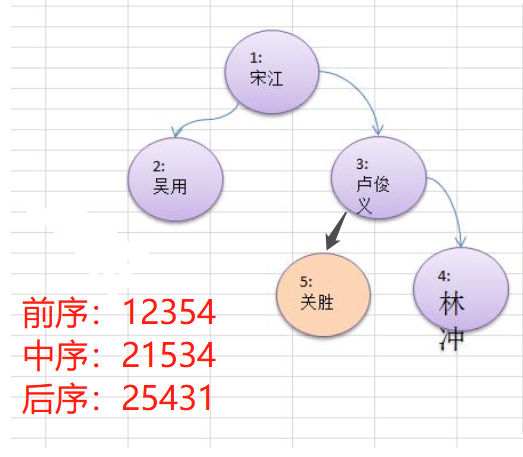 1:
宋江
2:
吴用
3:
卢俊
义
5:
关胜
4:
林
冲
前序：12354
中序：21534
后序：25431